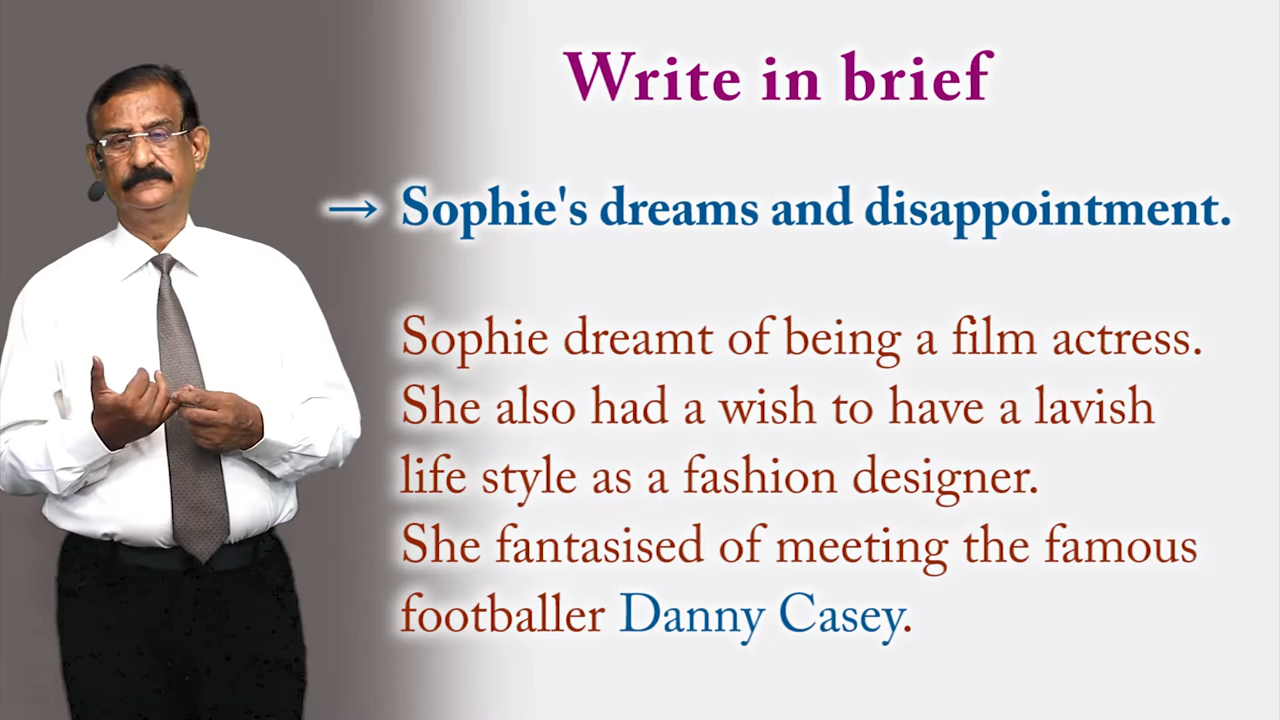 Write in brief
→ Sophie's dreams and disappointment.
Sophie dreamt of being a film actress.
She also had a wish to have a lavish
life style as a fashion designer.
She fantasised of meeting the famous
footballer Danny Casey.